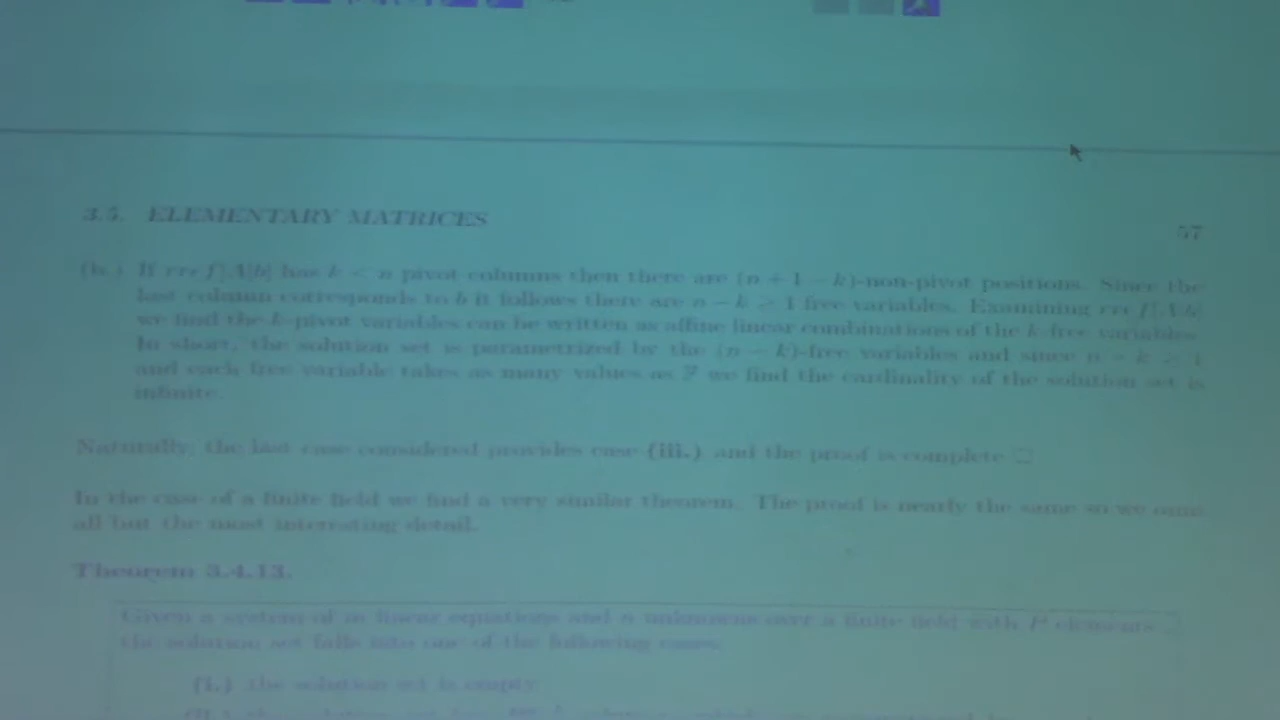 3.5. ELEMENTARY MATRICES 57
(b.) If rref[A|b] has k < n pivot columns then there are (n + 1 − k)-non-pivot positions. Since the
last column corresponds to b it follows there are n − k ≥ 1 free variables. Examining rref[A|b]
we find the k-pivot variables can be written as affine linear combinations of the k-free variables.
In short, the solution set is parametrized by the (n − k)-free variables and since n − k ≥ 1
and each free variable takes as many values as 𝔽 we find the cardinality of the solution set is
infinite.
Naturally, the last case considered provides case (iii.) and the proof is complete □
In the case of a finite field we find a very similar theorem. The proof is nearly the same so we omit
all but the most interesting detail.
Theorem 3.4.13.
Given a system of m linear equations and n unknowns over a finite field with P elements
the solution set falls into one of the following cases:
(i.) the solution set is empty